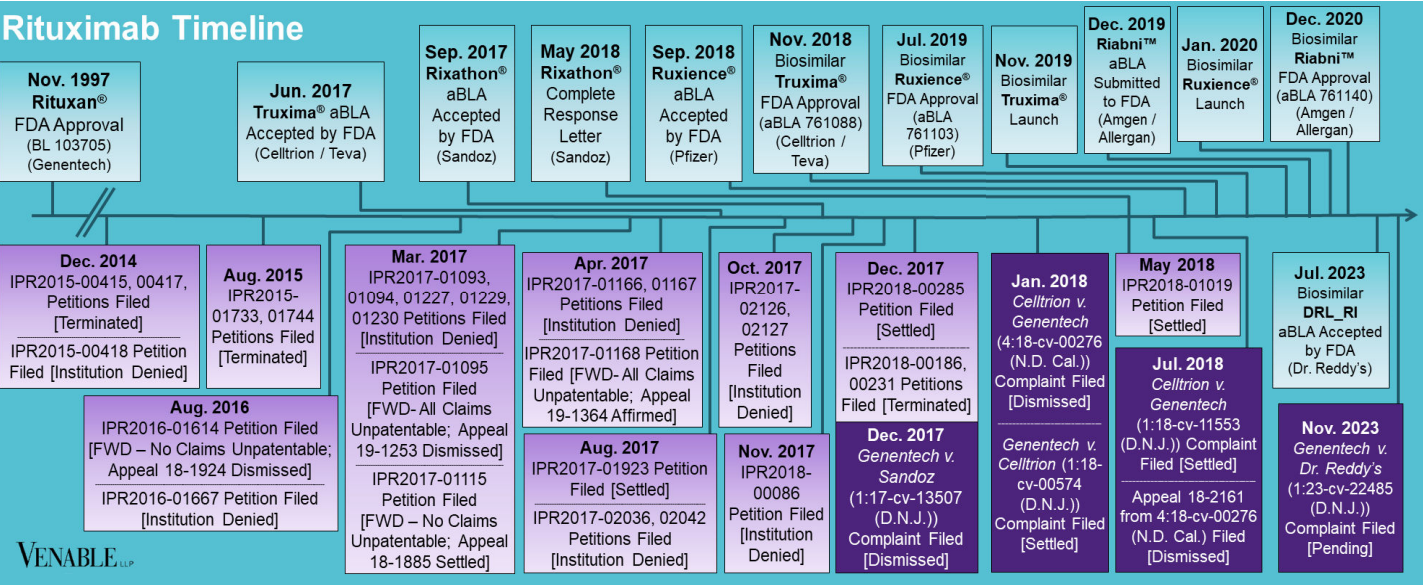 Rituximab Timeline
Nov. 1997
Rituxan®
FDA Approval
(BL 103705)
(Genentech)
Jun. 2017
Truxima® aBLA
Accepted by FDA
(Celltrion / Teva)
Sep. 2017
Rixathon®
aBLA
Accepted
by FDA
(Sandoz)
May 2018
Rixathon®
Complete
Response
Letter
(Sandoz)
Sep. 2018
Ruxience®
aBLA
Accepted
by FDA
(Pfizer)
Nov. 2018
Biosimilar
Truxima®
FDA Approval
(aBLA 761088)
(Celltrion /
Teva)
Jul. 2019
Biosimilar
Ruxience®
FDA Approval
(aBLA
761103)
(Pfizer)
Nov. 2019
Biosimilar
Truxima®
Launch
Dec. 2019
Riabni™
aBLA
Submitted
to FDA
(Amgen /
Allergan)
Jan. 2020
Biosimilar
Ruxience®
Launch
Dec. 2020
Biosimilar
Riabni™
FDA Approval
(aBLA 761140)
(Amgen /
Allergan)
Dec. 2014
IPR2015-00415, 00417,
Petitions Filed
[Terminated]
IPR2015-00418 Petition
Filed [Institution Denied]
Aug. 2015
IPR2015-
01733, 01744
Petitions Filed
[Terminated]
Aug. 2016
IPR2016-01614 Petition Filed
[FWD – No Claims Unpatentable;
Appeal 18-1924 Dismissed]
IPR2016-01667 Petition Filed
[Institution Denied]
Mar. 2017
IPR2017-01093,
01094, 01227, 01229,
01230 Petitions Filed
[Institution Denied]
IPR2017-01095
Petition Filed
[FWD- All Claims
Unpatentable; Appeal
19-1253 Dismissed]
IPR2017-01115
Petition Filed
[FWD – No Claims
Unpatentable; Appeal
18-1885 Settled]
Apr. 2017
IPR2017-01166, 01167
Petitions Filed
[Institution Denied]
IPR2017-01168 Petition
Filed [FWD- All Claims
Unpatentable; Appeal
19-1364 Affirmed]
Aug. 2017
IPR2017-01923 Petition
Filed [Settled]
IPR2017-02036, 02042
Petitions Filed
[Institution Denied]
Oct. 2017
IPR2017-
02126,
02127
Petitions
Filed
[Institution
Denied]
Nov. 2017
IPR2018-
00086
Petition Filed
[Institution
Denied]
Dec. 2017
IPR2018-00285
Petition Filed
[Settled]
IPR2018-00186,
00231 Petitions
Filed [Terminated]
Dec. 2017
Genentech v.
Sandoz
(1:17-cv-13507
(D.N.J.))
Complaint Filed
[Dismissed]
Jan. 2018
Celltrion v.
Genentech
(4:18-cv-00276
(N.D. Cal.))
Complaint Filed
[Dismissed]
Genentech v.
Celltrion (1:18-
cv-00574
(D.N.J.))
Complaint Filed
[Settled]
May 2018
IPR2018-01019
Petition Filed
[Settled]
Jul. 2018
Celltrion v.
Genentech
(1:18-cv-11553
(D.N.J.)) Complaint
Filed [Settled]
Appeal 18-2161
from 4:18-cv-00276
(N.D. Cal.) Filed
[Dismissed]
Jul. 2023
Biosimilar
DRL_RI
aBLA Accepted
by FDA
(Dr. Reddy's)
Nov. 2023
Genentech v.
Dr. Reddy's
(1:23-cv-22485
(D.N.J.))
Complaint Filed
[Pending]
VENABLE LLP